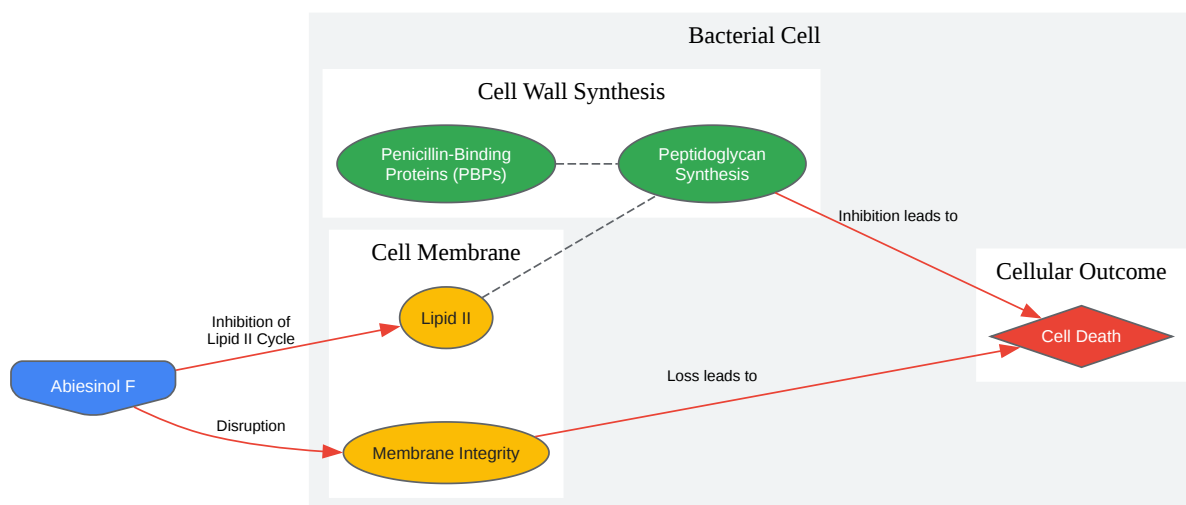 Bacterial Cell
Cell Wall Synthesis
Penicillin-Binding
Proteins (PBPs)
Peptidoglycan
Synthesis
Inhibition leads to
Cell Membrane
Cellular Outcome
Lipid II
Inhibition of
Lipid II Cycle
Cell Death
Abiesinol F
Loss leads to
Disruption
Membrane Integrity